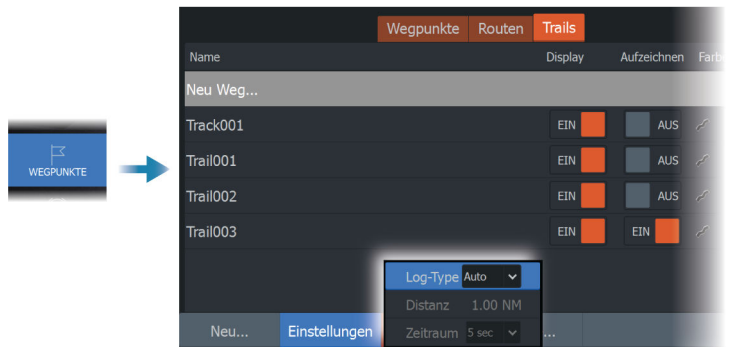 Wegpunkte Routen Trails
Name Display Aufzeichnen
Neu Weg...
Track001 EIN AUS
Trail001 EIN AUS
WEGPUNKTE
Trail002 EIN AUS
Trail003 EIN EIN
Log-Type Auto
Distanz 1.00 NM
Neu... Einstellungen Zeitraum 5 sec ...